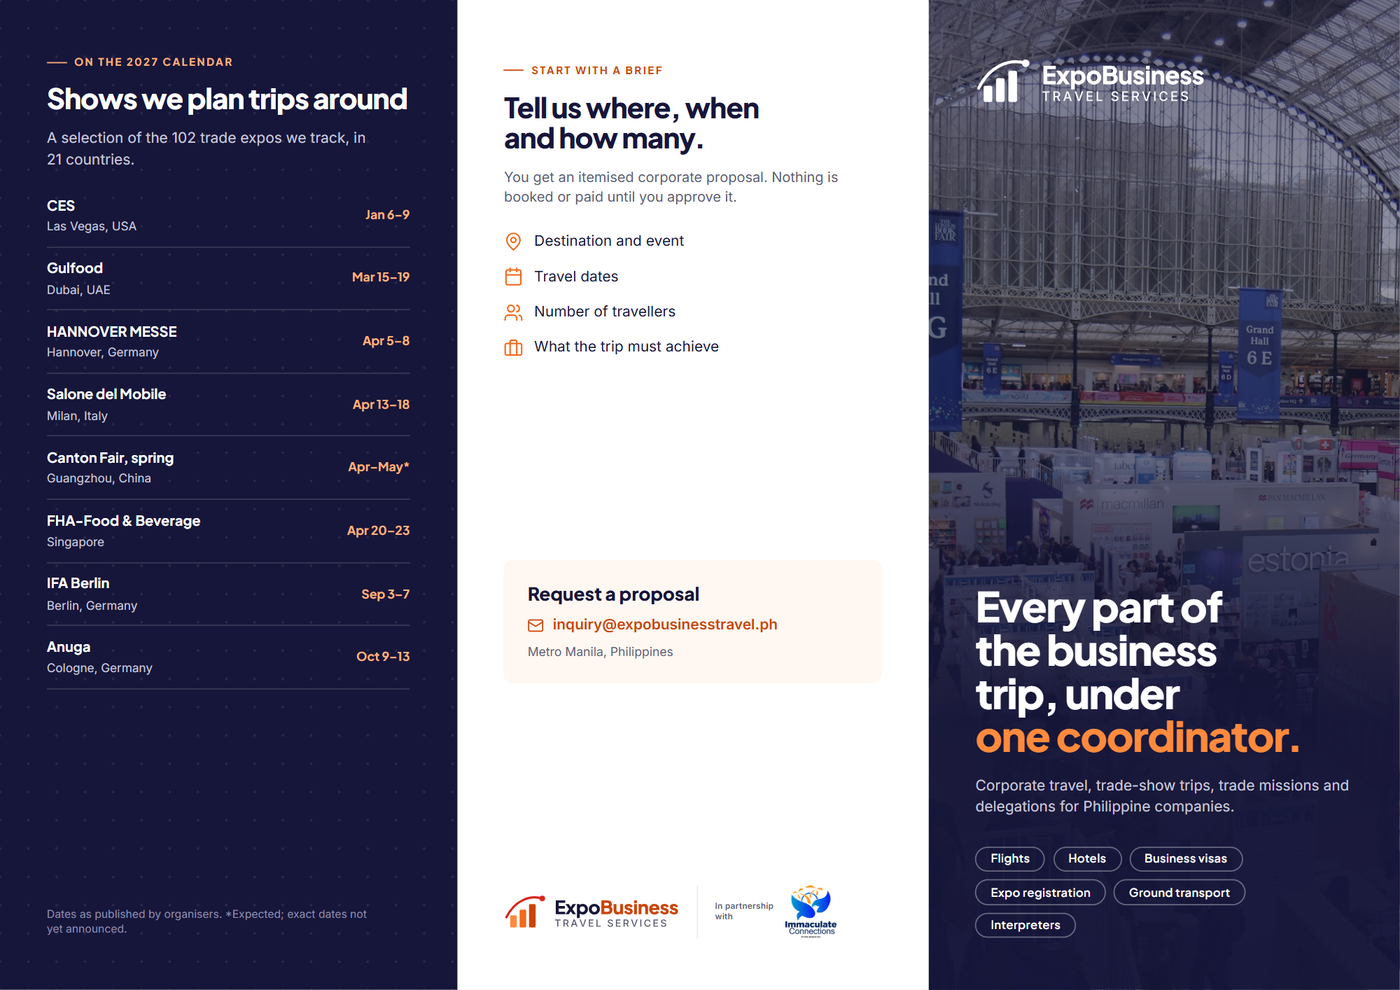 ON THE 2027 CALENDAR
Shows we plan trips around
A selection of the 102 trade expos we track, in
21 countries.
CES
Las Vegas, USA
Jan 6–9
Gulfood
Dubai, UAE
Mar 15–19
HANNOVER MESSE
Hannover, Germany
Apr 5–8
Salone del Mobile
Milan, Italy
Apr 13–18
Canton Fair, spring
Guangzhou, China
Apr–May*
FHA-Food & Beverage
Singapore
Apr 20–23
IFA Berlin
Berlin, Germany
Sep 3–7
Anuga
Cologne, Germany
Oct 9–13
Dates as published by organisers. *Expected; exact dates not
yet announced.
START WITH A BRIEF
Tell us where, when
and how many.
You get an itemised corporate proposal. Nothing is
booked or paid until you approve it.
Destination and event
Travel dates
Number of travellers
What the trip must achieve
Request a proposal
inquiry@expobusinesstravel.ph
Metro Manila, Philippines
ExpoBusiness
TRAVEL SERVICES
In partnership
with
Immaculate
Connections
ExpoBusiness
TRAVEL SERVICES
BOOK
FAIR
nd
ll
G
Grand
Hall
6 E
6 D
macmillan
PAN MACMILLAN
Germany
estonia
Every part of
the business
trip, under
one coordinator.
Corporate travel, trade-show trips, trade missions and
delegations for Philippine companies.
Flights
Hotels
Business visas
Expo registration
Ground transport
Interpreters